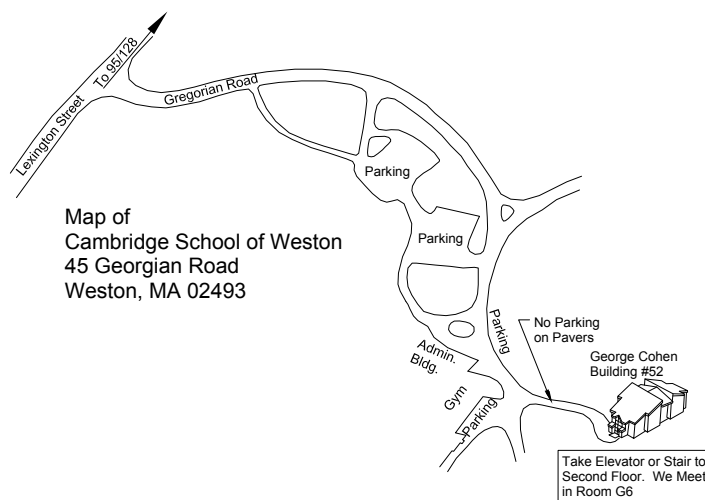 To 95/128
Lexington Street
Gregorian Road
Parking
Map of
Cambridge School of Weston
45 Georgian Road
Weston, MA 02493
Parking
Parking
No Parking
on Pavers
Admin.
Bldg.
George Cohen
Building #52
Gym
Parking
Take Elevator or Stair to
Second Floor.  We Meet
in Room G6